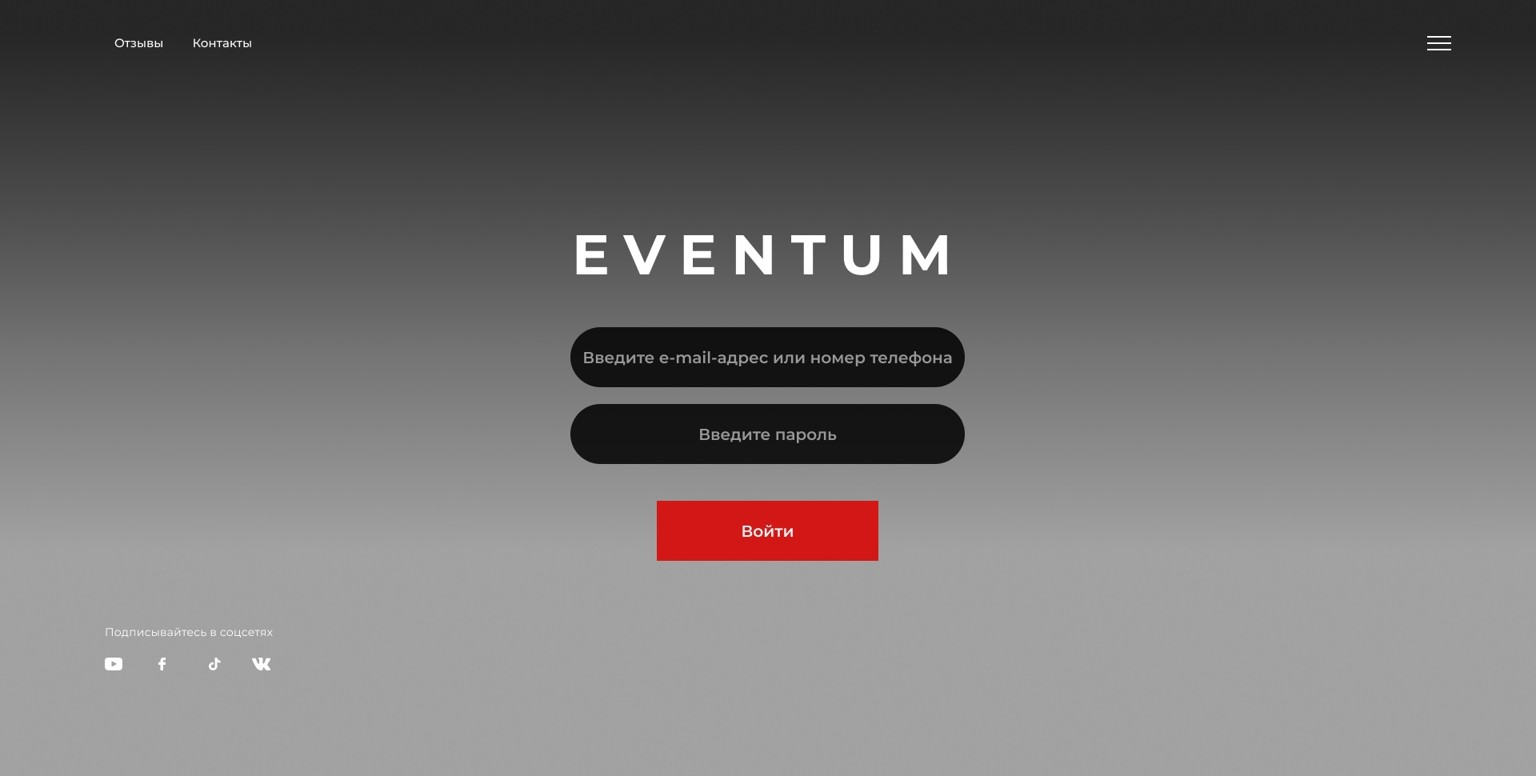 Отзывы Контакты
EVENTUM
Введите e-mail-адрес или номер телефона
Введите пароль
Войти
Подписывайтесь в соцсетях